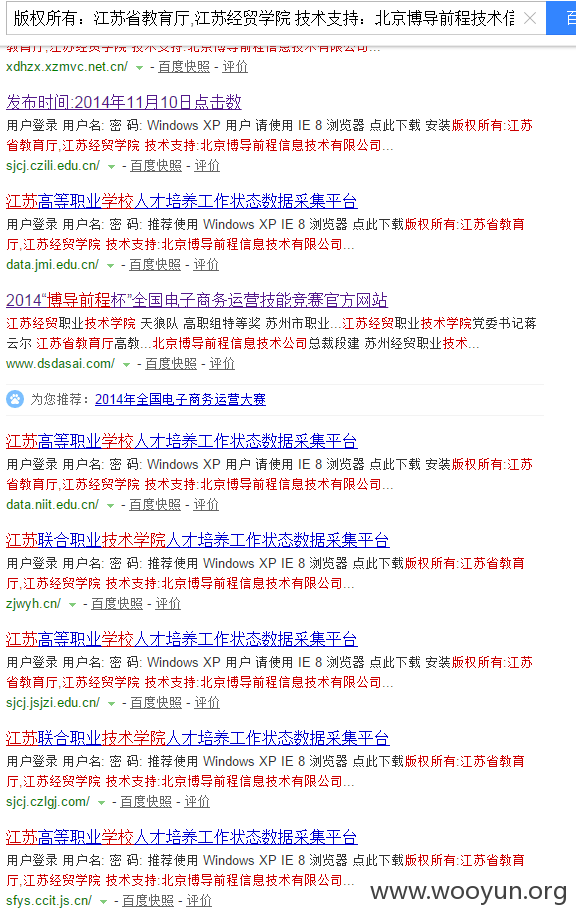 版权所有：江苏省教育厅,江苏经贸学院 技术支持：北京博导前程技术信
教育厅,江苏经贸学院 技术支持:北京博导前程信息技术有限公司...
xdhzx.xzmvc.net.cn/ - 百度快照 - 评价
发布时间:2014年11月10日点击数
用户登录 用户名: 密 码: Windows XP 用户 请使用 IE 8 浏览器 点此下载 安装版权所有:江苏
省教育厅,江苏经贸学院 技术支持:北京博导前程信息技术有限公司...
sjcj.czili.edu.cn/ - 百度快照 - 评价
江苏高等职业学校人才培养工作状态数据采集平台
用户登录 用户名: 密 码: 推荐使用 Windows XP IE 8 浏览器 点此下载版权所有:江苏省教育
厅,江苏经贸学院 技术支持:北京博导前程信息技术有限公司...
data.jmi.edu.cn/ - 百度快照 - 评价
2014“博导前程杯”全国电子商务运营技能竞赛官方网站
江苏经贸职业技术学院 天狼队 高职组特等奖 苏州市职业...江苏经贸职业技术学院党委书记蒋
云尔 江苏省教育厅高教...北京博导前程信息技术公司总裁段建 苏州经贸职业技术...
www.dsdasai.com/ - 百度快照 - 评价
为您推荐：2014年全国电子商务运营大赛
江苏高等职业学校人才培养工作状态数据采集平台
用户登录 用户名: 密 码: Windows XP 用户 请使用 IE 8 浏览器 点此下载 安装版权所有:江苏
省教育厅,江苏经贸学院 技术支持:北京博导前程信息技术有限公司...
data.niit.edu.cn/ - 百度快照 - 评价
江苏联合职业技术学院人才培养工作状态数据采集平台
用户登录 用户名: 密 码: 推荐使用 Windows XP IE 8 浏览器 点此下载版权所有:江苏省教育
厅,江苏经贸学院 技术支持:北京博导前程信息技术有限公司...
zjwyh.cn/ - 百度快照 - 评价
江苏高等职业学校人才培养工作状态数据采集平台
用户登录 用户名: 密 码: Windows XP 用户 请使用 IE 8 浏览器 点此下载 安装版权所有:江苏
省教育厅,江苏经贸学院 技术支持:北京博导前程信息技术有限公司...
sjcj.jsjzi.edu.cn/ - 百度快照 - 评价
江苏联合职业技术学院人才培养工作状态数据采集平台
用户登录 用户名: 密 码: 推荐使用 Windows XP IE 8 浏览器 点此下载版权所有:江苏省教育
厅,江苏经贸学院 技术支持:北京博导前程信息技术有限公司...
sjcj.czlgj.com/ - 百度快照 - 评价
江苏高等职业学校人才培养工作状态数据采集平台
用户登录 用户名: 密 码: 推荐使用 Windows XP IE 8 浏览器 点此下载版权所有:江苏省教育
厅,江苏经贸学院 技术支持:北京博导前程信息技术有限公司...
sfys.ccit.js.cn/ - 百度快照 - 评价
www.wooyun.org